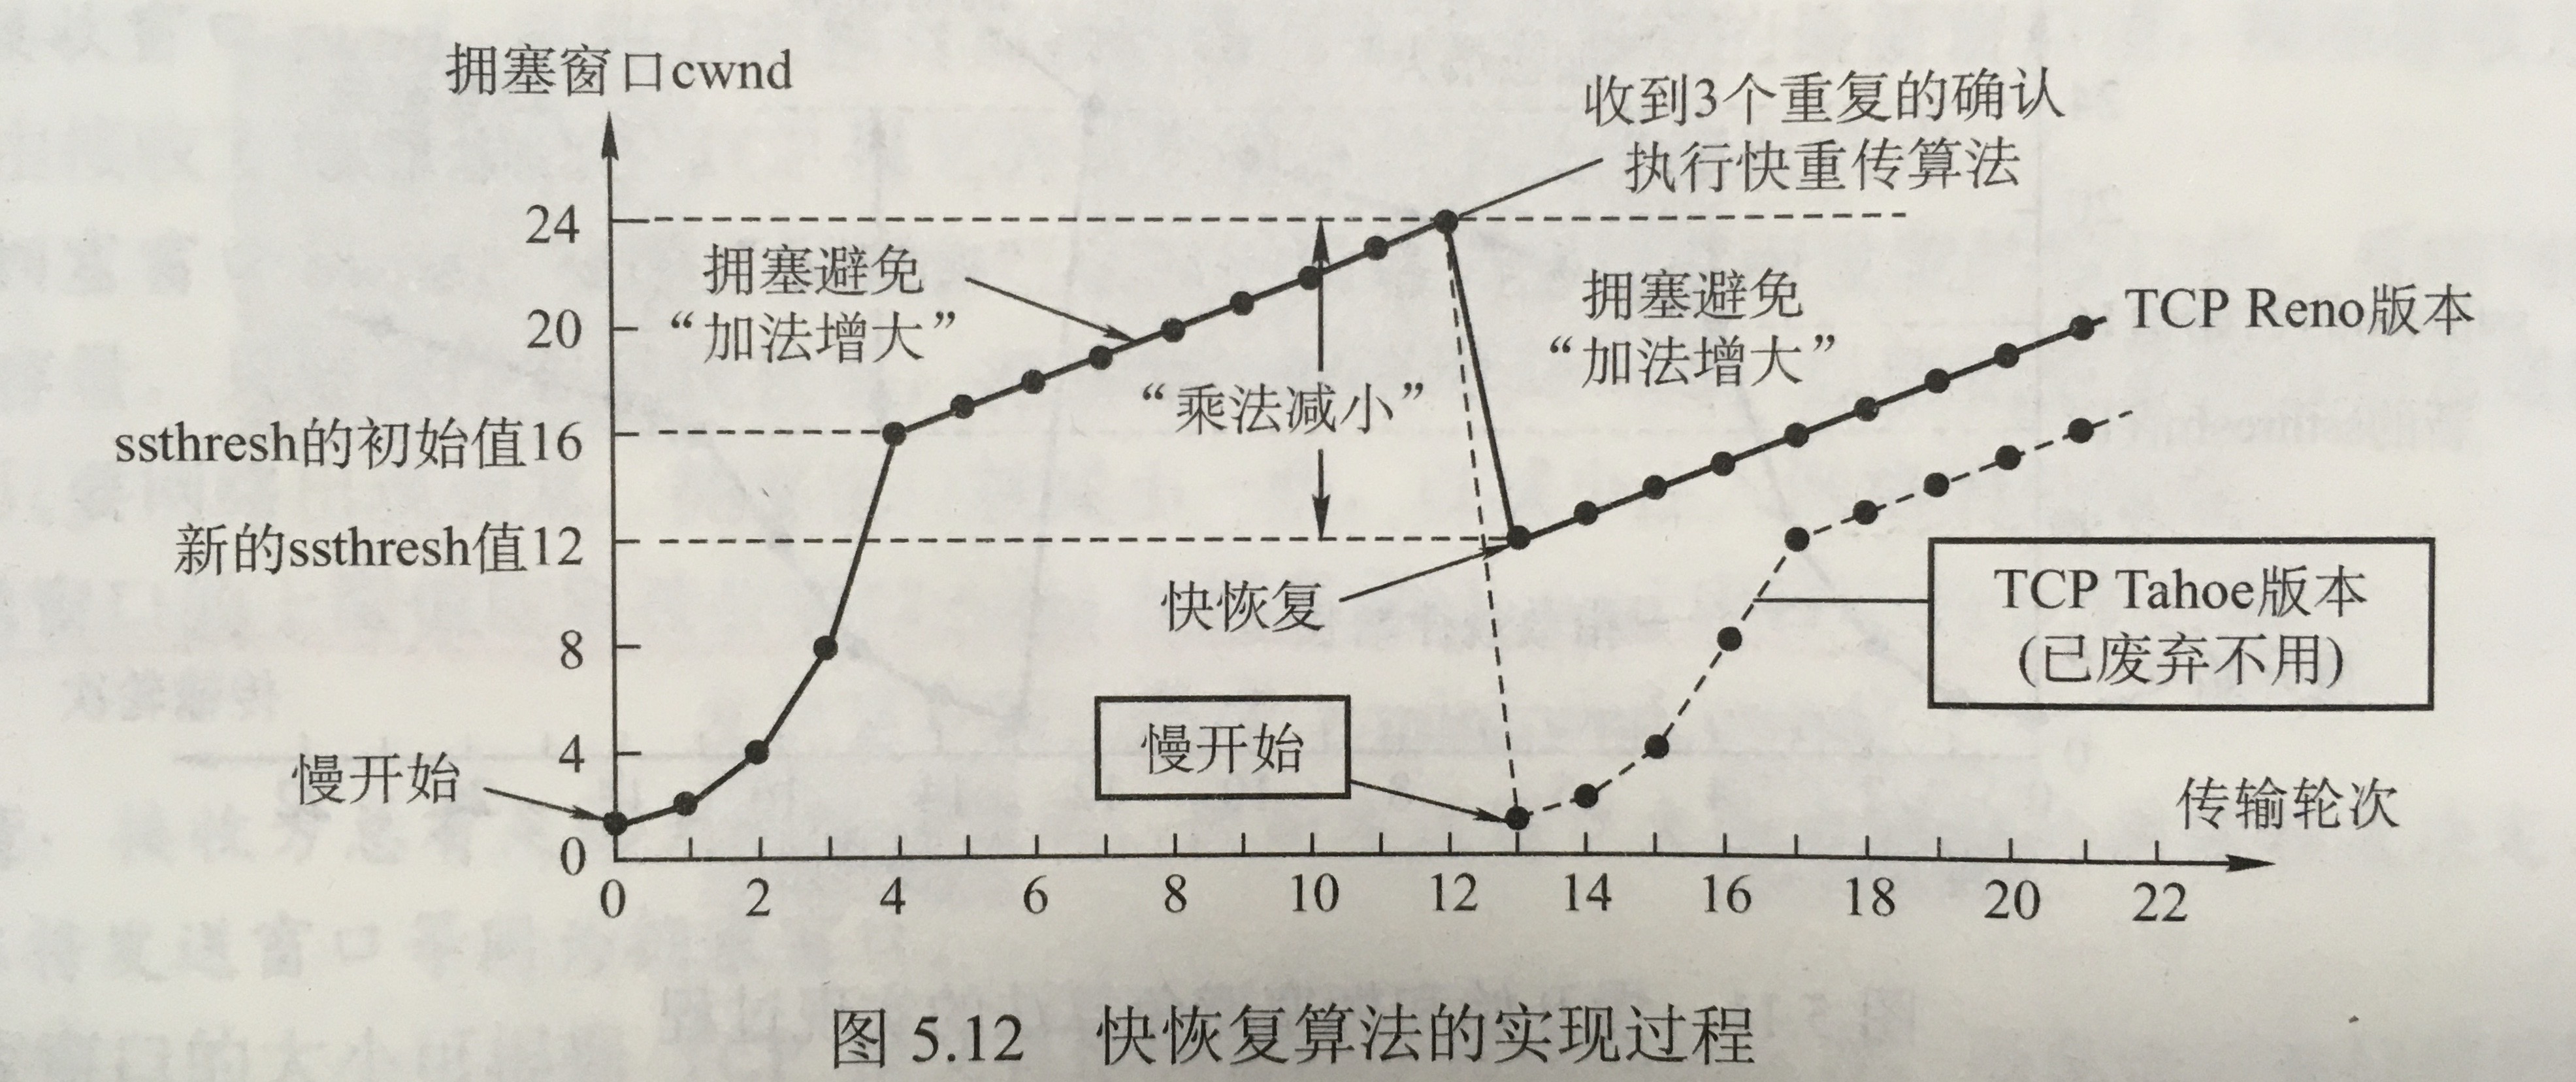 拥塞窗口cwnd
收到3个重复的确认
执行快重传算法
24
拥塞避免
“加法增大”
拥塞避免
“加法增大”
20
TCP Reno版本
“乘法减小”
ssthresh的初始值16
新的ssthresh值12
快恢复
TCP Tahoe版本
(已废弃不用)
8
慢开始
4
慢开始
传输轮次
0
0 2 4 6 8 10 12 14 16 18 20 22
图 5.12 快恢复算法的实现过程